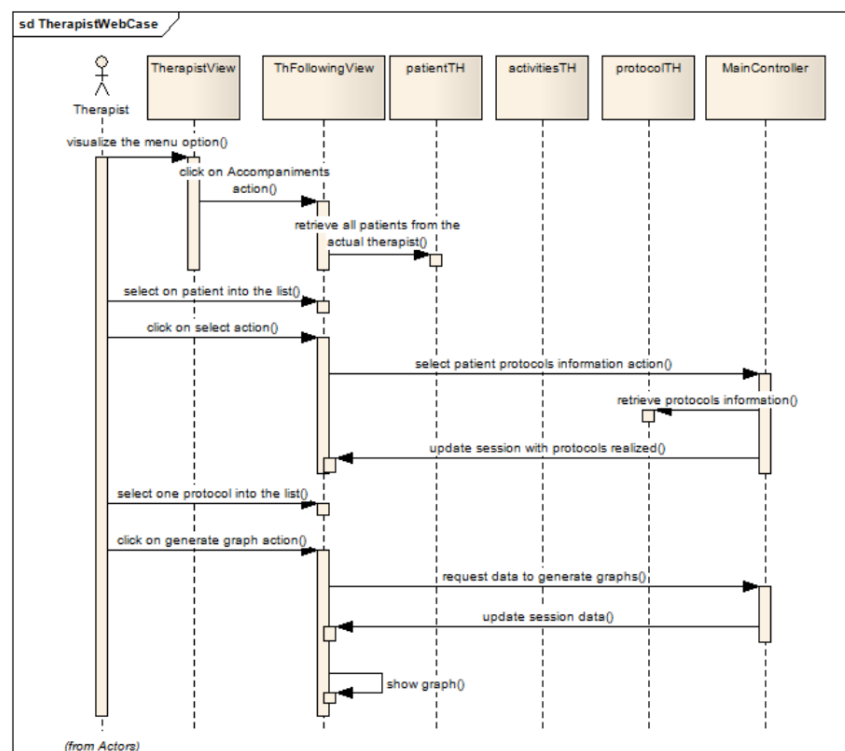 sd TherapistWebCase
TherapistView
ThFollowingView
patientTH
activitiesTH
protocolTH
MainController
Therapist
visualize the menu option()
click on Accompaniments
action()
retrieve all patients from the
actual therapist()
select on patient into the list()
click on select action()
select patient protocols information action()
retrieve protocols information()
update session with protocols realized()
select one protocol into the list()
click on generate graph action()
request data to generate graphs()
update session data()
show graph()
(from Actors)